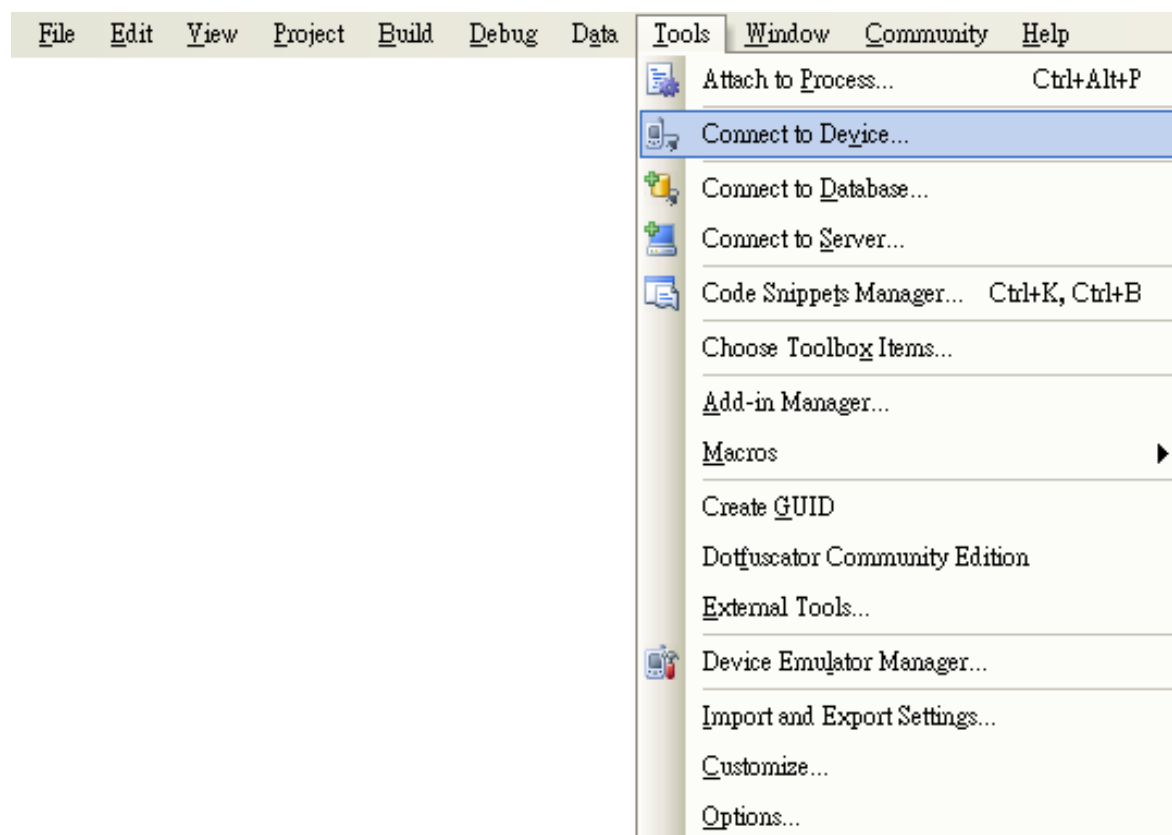 File Edit View Project Build Debug Data Tools Window Community Help
Attach to Process... Ctrl+Alt+P
Connect to Device...
Connect to Database...
Connect to Server...
Code Snippets Manager... Ctrl+K, Ctrl+B
Choose Toolbox Items...
Add-in Manager...
Macros
Create GUID
Dotfuscator Community Edition
External Tools...
Device Emulator Manager...
Import and Export Settings...
Customize...
Options...